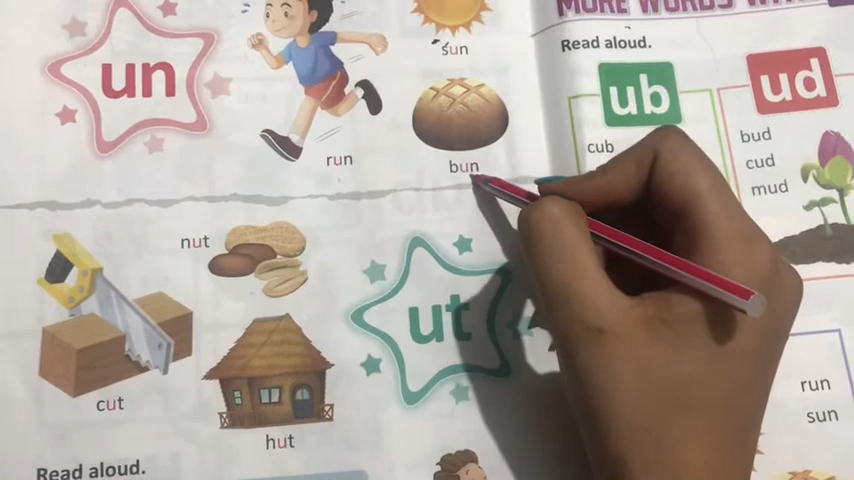 un
run
sun
bun
nut
cut
hut
ut
Read aloud.
MORE WORDS
Read aloud.
ub
cub
ud
bud
cud
mud
run
sun